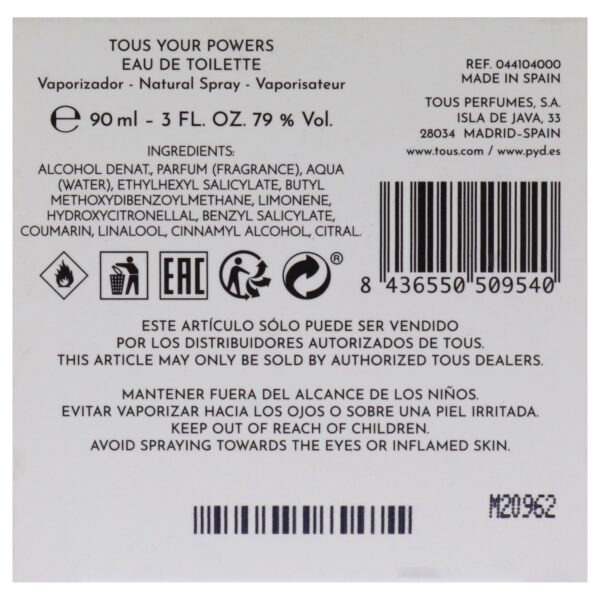 TOUS YOUR POWERS
EAU DE TOILETTE
Vaporizador - Natural Spray - Vaporisateur
℮ 90 ml - 3 FL. OZ. 79 % Vol.
REF. 044104000
MADE IN SPAIN
TOUS PERFUMES, S.A.
ISLA DE JAVA, 33
28034 MADRID-SPAIN
www.tous.com / www.pyd.es
INGREDIENTS:
ALCOHOL DENAT., PARFUM (FRAGRANCE), AQUA
(WATER), ETHYLHEXYL SALICYLATE, BUTYL
METHOXYDIBENZOYLMETHANE, LIMONENE,
HYDROXYCITRONELLAL, BENZYL SALICYLATE,
COUMARIN, LINALOOL, CINNAMYL ALCOHOL, CITRAL.
EAC
®
8 436550 509540
ESTE ARTÍCULO SÓLO PUEDE SER VENDIDO
POR LOS DISTRIBUIDORES AUTORIZADOS DE TOUS.
THIS ARTICLE MAY ONLY BE SOLD BY AUTHORIZED TOUS DEALERS.
MANTENER FUERA DEL ALCANCE DE LOS NIÑOS.
EVITAR VAPORIZAR HACIA LOS OJOS O SOBRE UNA PIEL IRRITADA.
KEEP OUT OF REACH OF CHILDREN.
AVOID SPRAYING TOWARDS THE EYES OR INFLAMED SKIN.
M20962